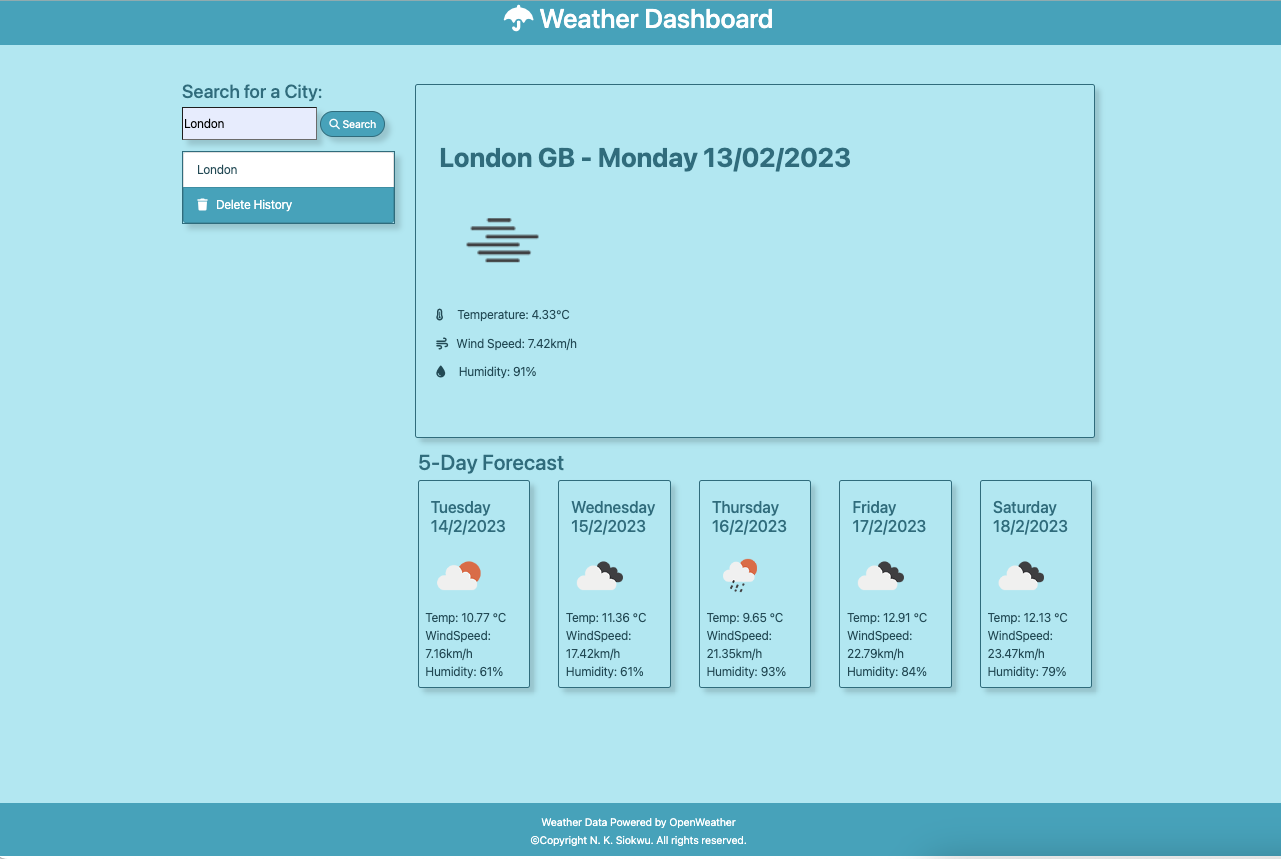 Weather Dashboard
Search for a City:
London
Search
London
Delete History
London GB - Monday 13/02/2023
Temperature: 4.33°C
Wind Speed: 7.42km/h
Humidity: 91%
5-Day Forecast
Tuesday
14/2/2023
Temp: 10.77 °C
WindSpeed:
7.16km/h
Humidity: 61%
Wednesday
15/2/2023
Temp: 11.36 °C
WindSpeed:
17.42km/h
Humidity: 61%
Thursday
16/2/2023
Temp: 9.65 °C
WindSpeed:
21.35km/h
Humidity: 93%
Friday
17/2/2023
Temp: 12.91 °C
WindSpeed:
22.79km/h
Humidity: 84%
Saturday
18/2/2023
Temp: 12.13 °C
WindSpeed:
23.47km/h
Humidity: 79%
Weather Data Powered by OpenWeather
©Copyright N. K. Siokwu. All rights reserved.